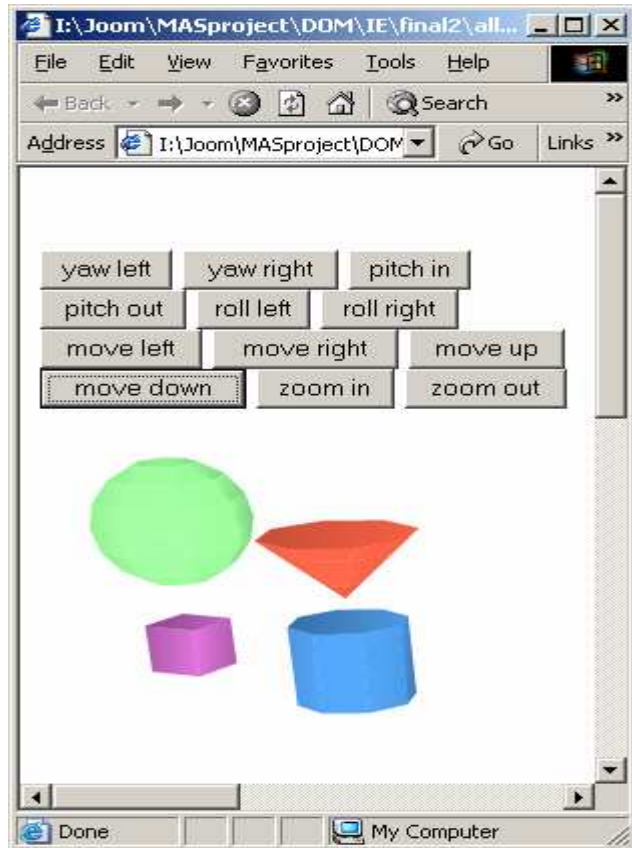 I:\Joom\MASproject\DOM\IE\final2\all...
File Edit View Favorites Tools Help
Back Search »
Address I:\Joom\MASproject\DOM Go Links »
yaw left yaw right pitch in
pitch out roll left roll right
move left move right move up
move down zoom in zoom out
Done My Computer